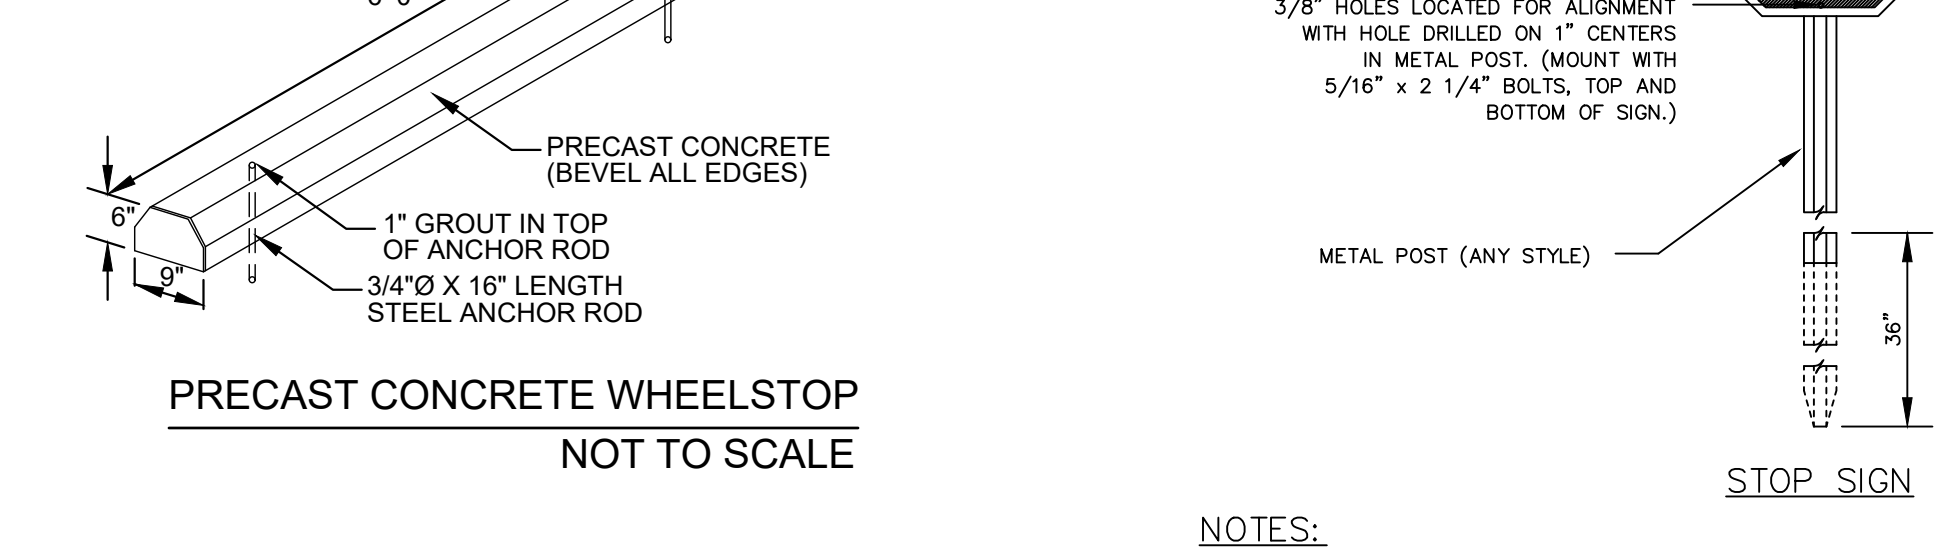 PRECAST CONCRETE
(BEVEL ALL EDGES)
6"
1" GROUT IN TOP
OF ANCHOR ROD
9"
3/4"Ø X 16" LENGTH
STEEL ANCHOR ROD
PRECAST CONCRETE WHEELSTOP
NOT TO SCALE
3/8" HOLES LOCATED FOR ALIGNMENT
WITH HOLE DRILLED ON 1" CENTERS
IN METAL POST. (MOUNT WITH
5/16" x 2 1/4" BOLTS, TOP AND
BOTTOM OF SIGN.)
METAL POST (ANY STYLE)
36"
STOP SIGN
NOTES: